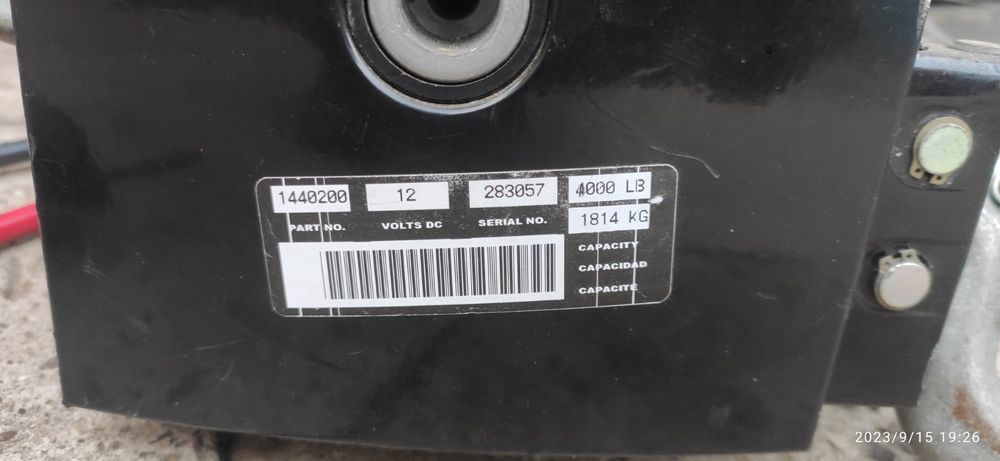 1440200 12 283057 4000 LB
1814 KG
PART NO. VOLTS DC SERIAL NO.
CAPACITY
CAPACIDAD
CAPACITE
2023/9/15 19:26